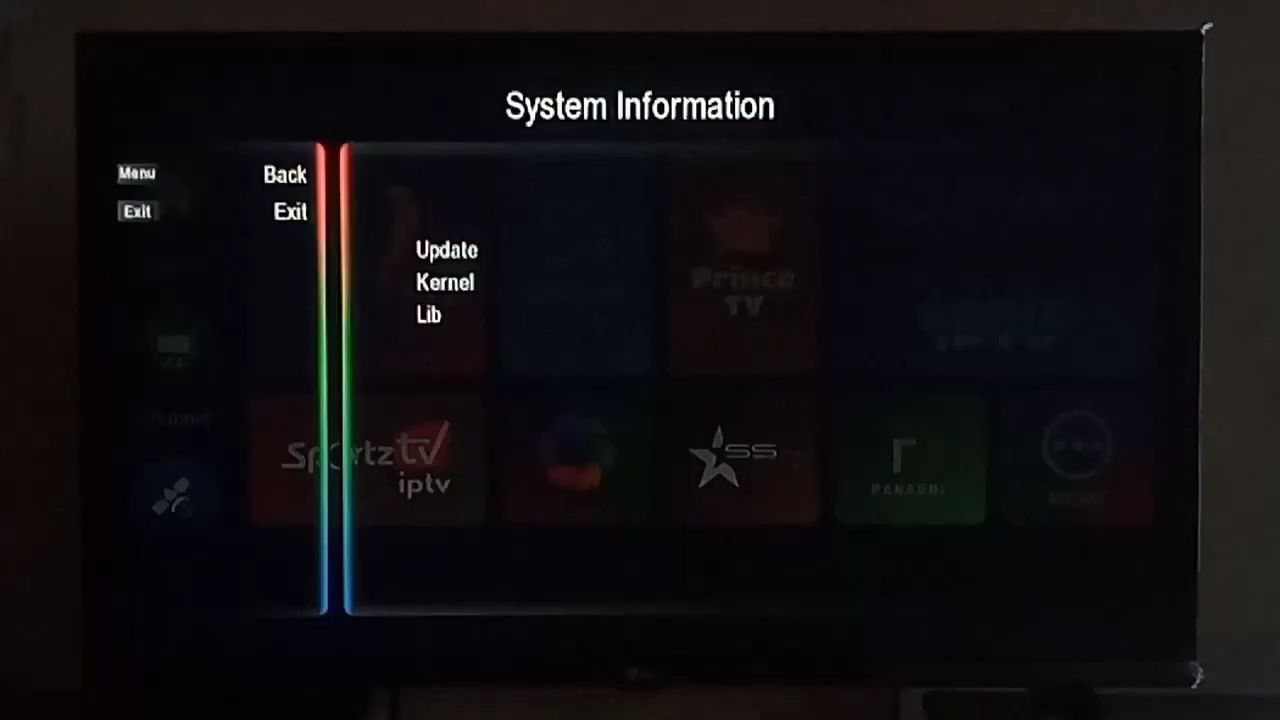 System Information
Menu Back
Exit Exit
Update
Kernel
Lib
Prince
TV
Sportz tv
iptv
SS